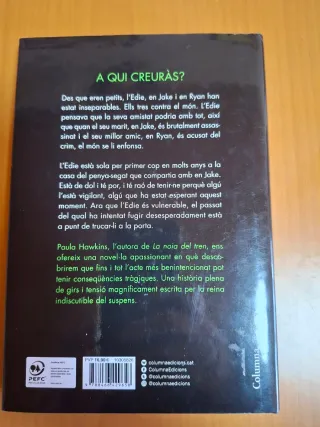 A QUI CREURÀS?
Des que eren petits, l'Edie, en Jake i en Ryan han
estat inseparables. Ells tres contra el món. L'Edie
pensava que la seva amistat podria amb tot, així
que quan el seu marit, en Jake, és brutalment assas-
sinat i el seu millor amic, en Ryan, és acusat del
crim, el món se li enfonsa.
L'Edie està sola per primer cop en molts anys a la
casa del penya-segat que compartia amb en Jake.
Està de dol i té por, i té raó de tenir-ne perquè algú
l'està vigilant, algú que ha estat esperant aquest
moment. Ara que l'Edie és vulnerable, el passat
del qual ha intentat fugir desesperadament està
a punt de trucar-li a la porta.
Paula Hawkins, l'autora de La noia del tren, ens
ofereix una novel·la apassionant en què desco-
brirem que fins i tot l'acte més benintencionat pot
tenir conseqüències tràgiques. Una història plena
de girs i tensió magníficament escrita per la reina
indiscutible del suspens.
PEFC
PVP
columnaedicions.cat
ColumnaEdicions
@columnaedicions
@columnaedicions
Columna